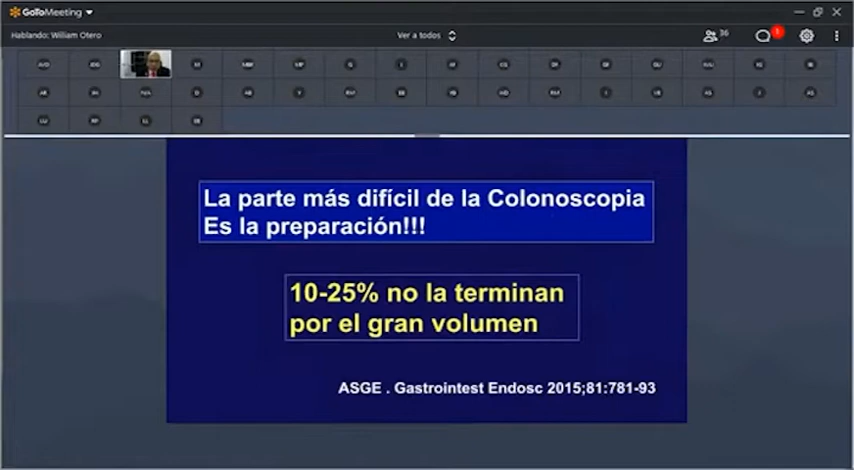 GoToMeeting
Hablando: William Otero
Ver a todos
36
1
La parte más difícil de la Colonoscopia
Es la preparación!!!
10-25% no la terminan
por el gran volumen
ASGE . Gastrointest Endosc 2015;81:781-93